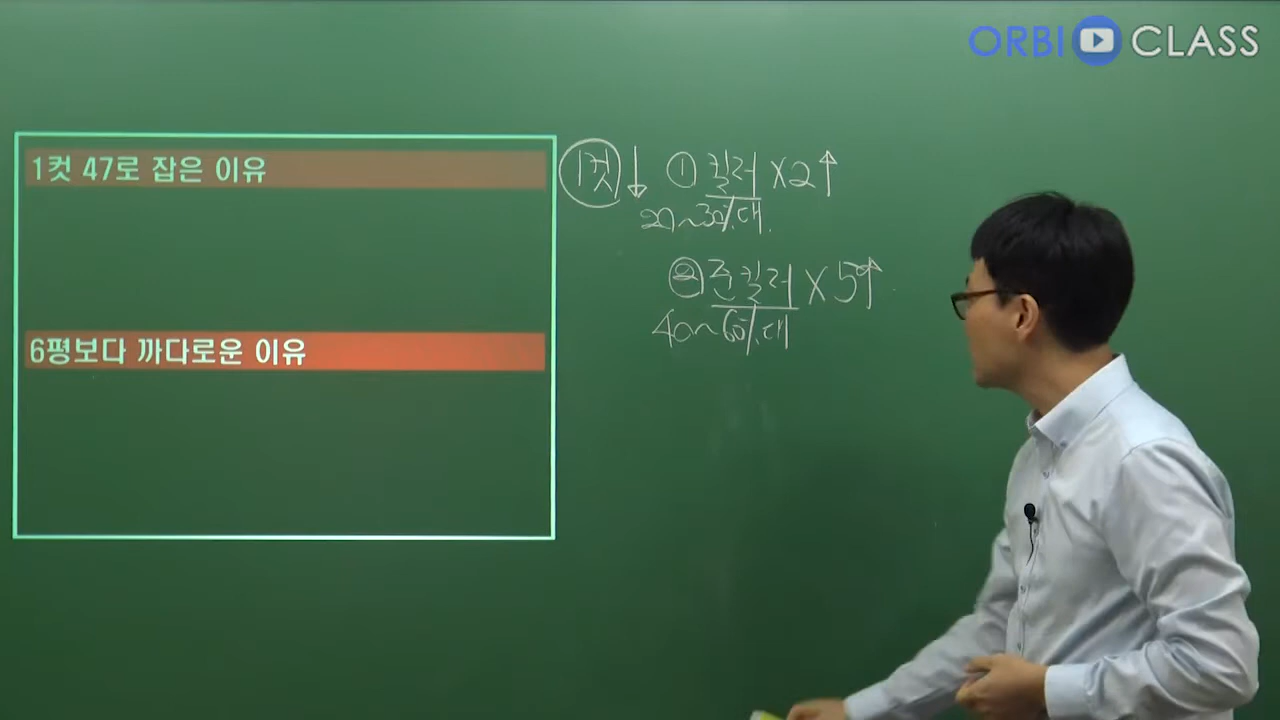 ORBI CLASS
1컷 47로 잡은 이유
6평보다 까다로운 이유
1컷 ↓ ① 킬러 X2↑
20~30%대.
② 준킬러 X 5↑
40~60%대